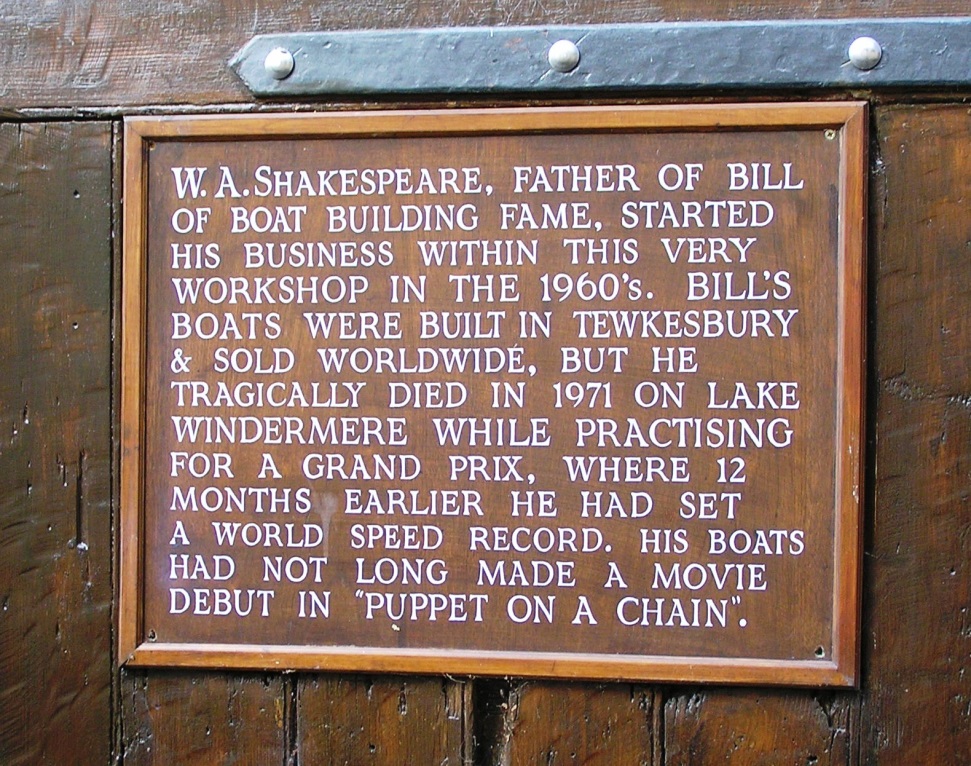 W. A. SHAKESPEARE, FATHER OF BILL
OF BOAT BUILDING FAME, STARTED
HIS BUSINESS WITHIN THIS VERY
WORKSHOP IN THE 1960's. BILL'S
BOATS WERE BUILT IN TEWKESBURY
& SOLD WORLDWIDE, BUT HE
TRAGICALLY DIED IN 1971 ON LAKE
WINDERMERE WHILE PRACTISING
FOR A GRAND PRIX, WHERE 12
MONTHS EARLIER HE HAD SET
A WORLD SPEED RECORD. HIS BOATS
HAD NOT LONG MADE A MOVIE
DEBUT IN "PUPPET ON A CHAIN".